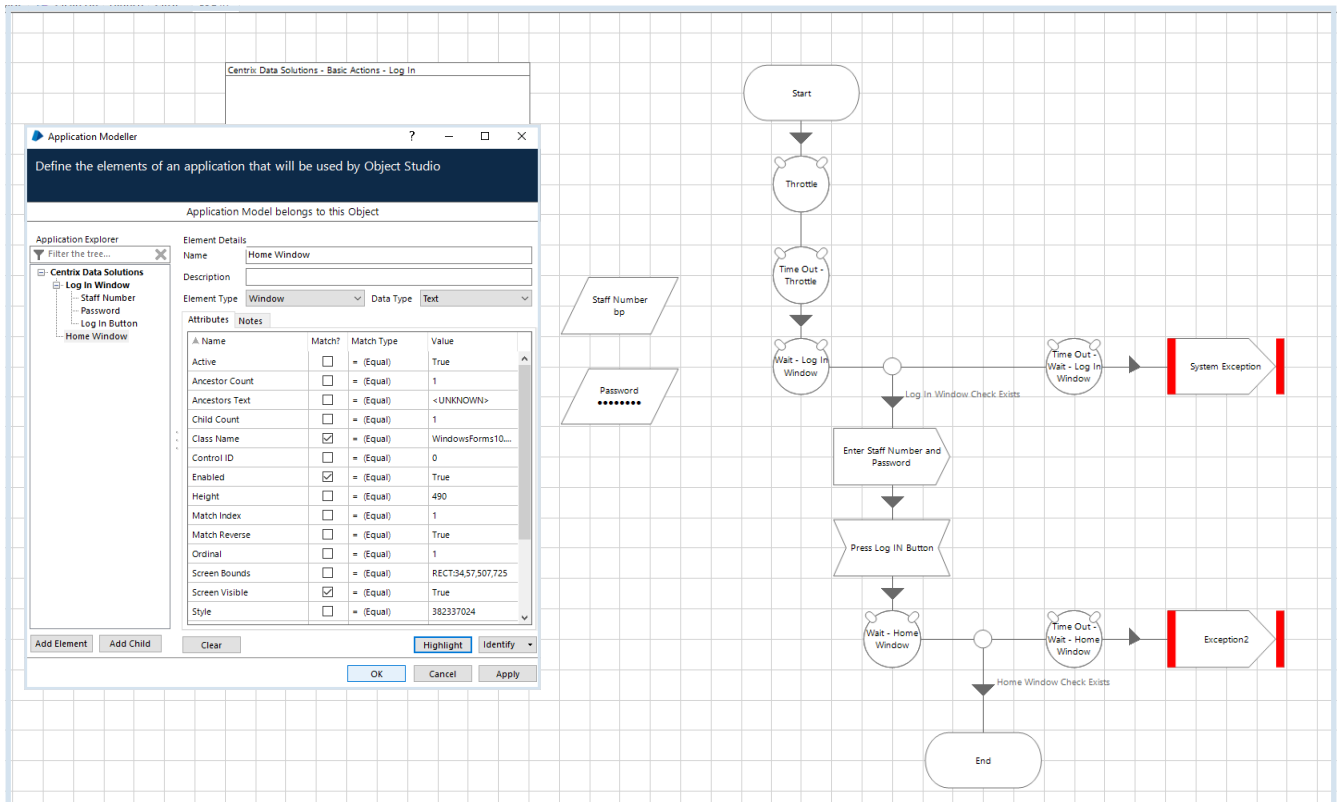 Centrix Data Solutions - Basic Actions - Log In
Application Modeller
?
Define the elements of an application that will be used by Object Studio
Application Model belongs to this Object
Application Explorer
Filter the tree...
Centrix Data Solutions
Log In Window
Staff Number
Password
Log In Button
Home Window
Element Details
Name Home Window
Description
Element Type Window Data Type Text
Attributes Notes
Name Match? Match Type Value
Active = (Equal) True
Ancestor Count = (Equal) 1
Ancestors Text = (Equal) <UNKNOWN>
Child Count = (Equal) 1
Class Name = (Equal) WindowsForms10....
Control ID = (Equal) 0
Enabled = (Equal) True
Height = (Equal) 490
Match Index = (Equal) 1
Match Reverse = (Equal) True
Ordinal = (Equal) 1
Screen Bounds = (Equal) RECT:34,57,507,725
Screen Visible = (Equal) True
Style = (Equal) 382337024
Add Element Add Child Clear Highlight Identify
OK Cancel Apply
Staff Number
bp
Password
••••••••
Start
Throttle
Time Out -
Throttle
Wait - Log In
Window
Time Out -
Wait - Log In
Window
System Exception
Log In Window Check Exists
Enter Staff Number and
Password
Press Log IN Button
Wait - Home
Window
Time Out -
Wait - Home
Window
Exception2
Home Window Check Exists
End